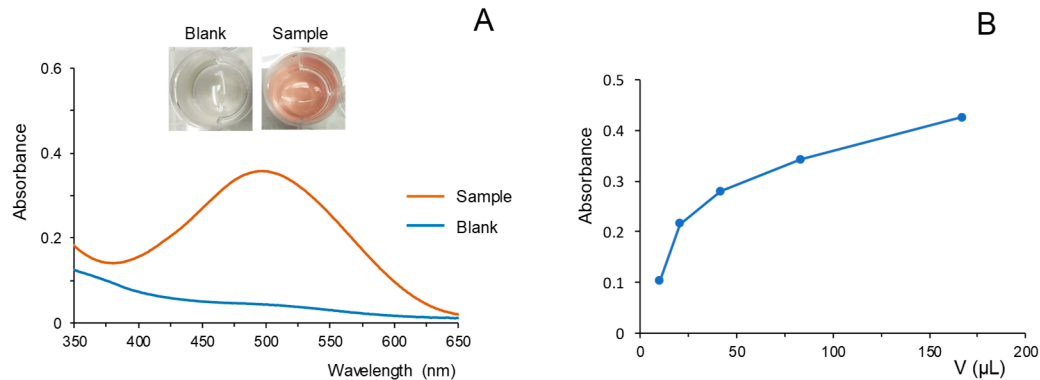 A
Blank Sample
0.6
0.4
0.2
0
Absorbance
Sample
Blank
350 400 450 500 550 600 650
Wavelength (nm)
B
0.5
0.4
0.3
0.2
0.1
0
Absorbance
0 50 100 150 200
V (µL)